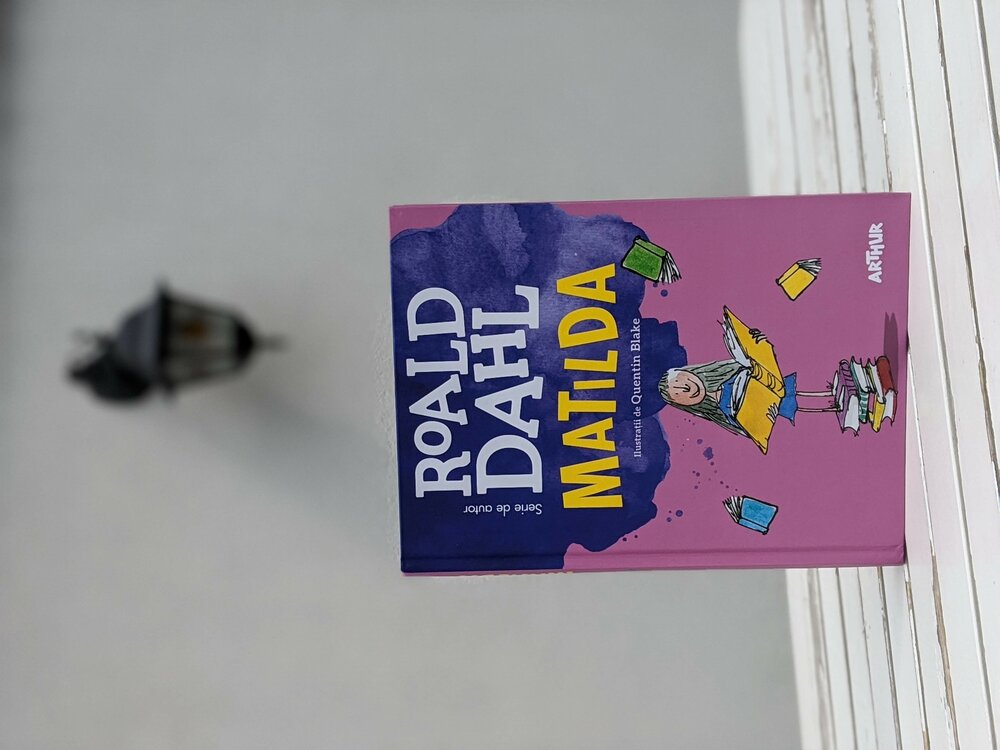 Serie de autor
ROALD
DAHL
MATiLDA
Ilustrații de Quentin Blake
ARTHUR